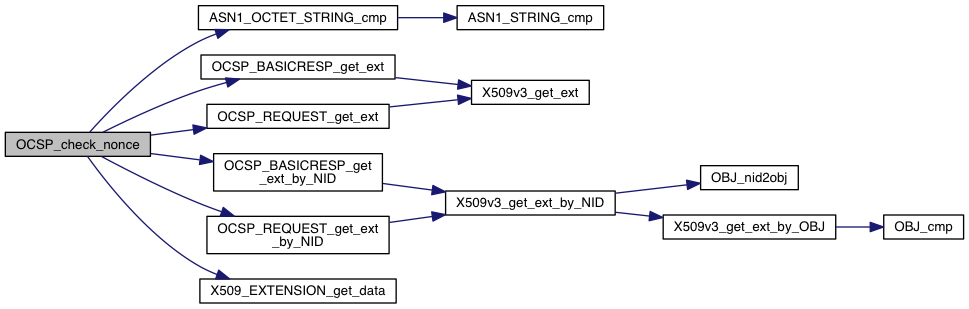 ASN1_OCTET_STRING_cmp
ASN1_STRING_cmp
OCSP_BASICRESP_get_ext
X509v3_get_ext
OCSP_REQUEST_get_ext
OCSP_check_nonce
OCSP_BASICRESP_get
_ext_by_NID
OBJ_nid2obj
X509v3_get_ext_by_NID
OCSP_REQUEST_get_ext
_by_NID
X509v3_get_ext_by_OBJ
OBJ_cmp
X509_EXTENSION_get_data